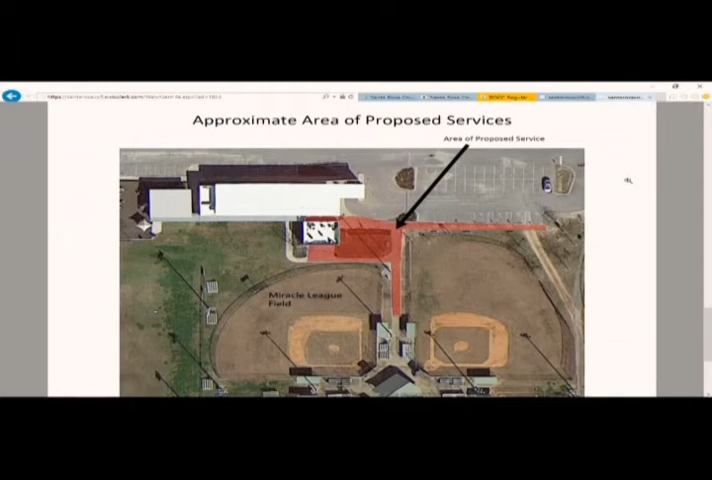 Approximate Area of Proposed Services
Area of Proposed Service
Miracle League
Field